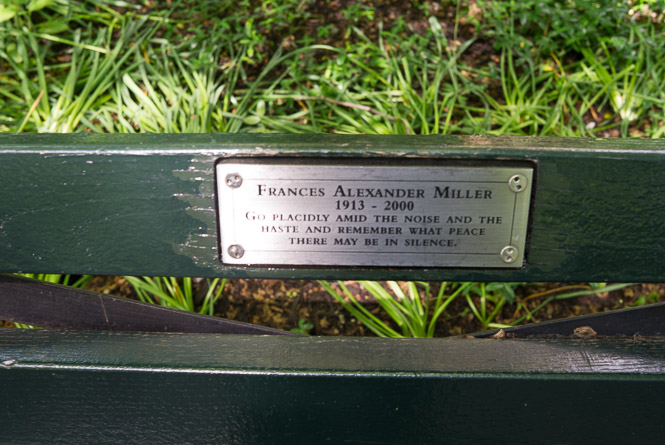 Frances Alexander Miller
1913 - 2000
Go placidly amid the noise and the
haste and remember what peace
there may be in silence.